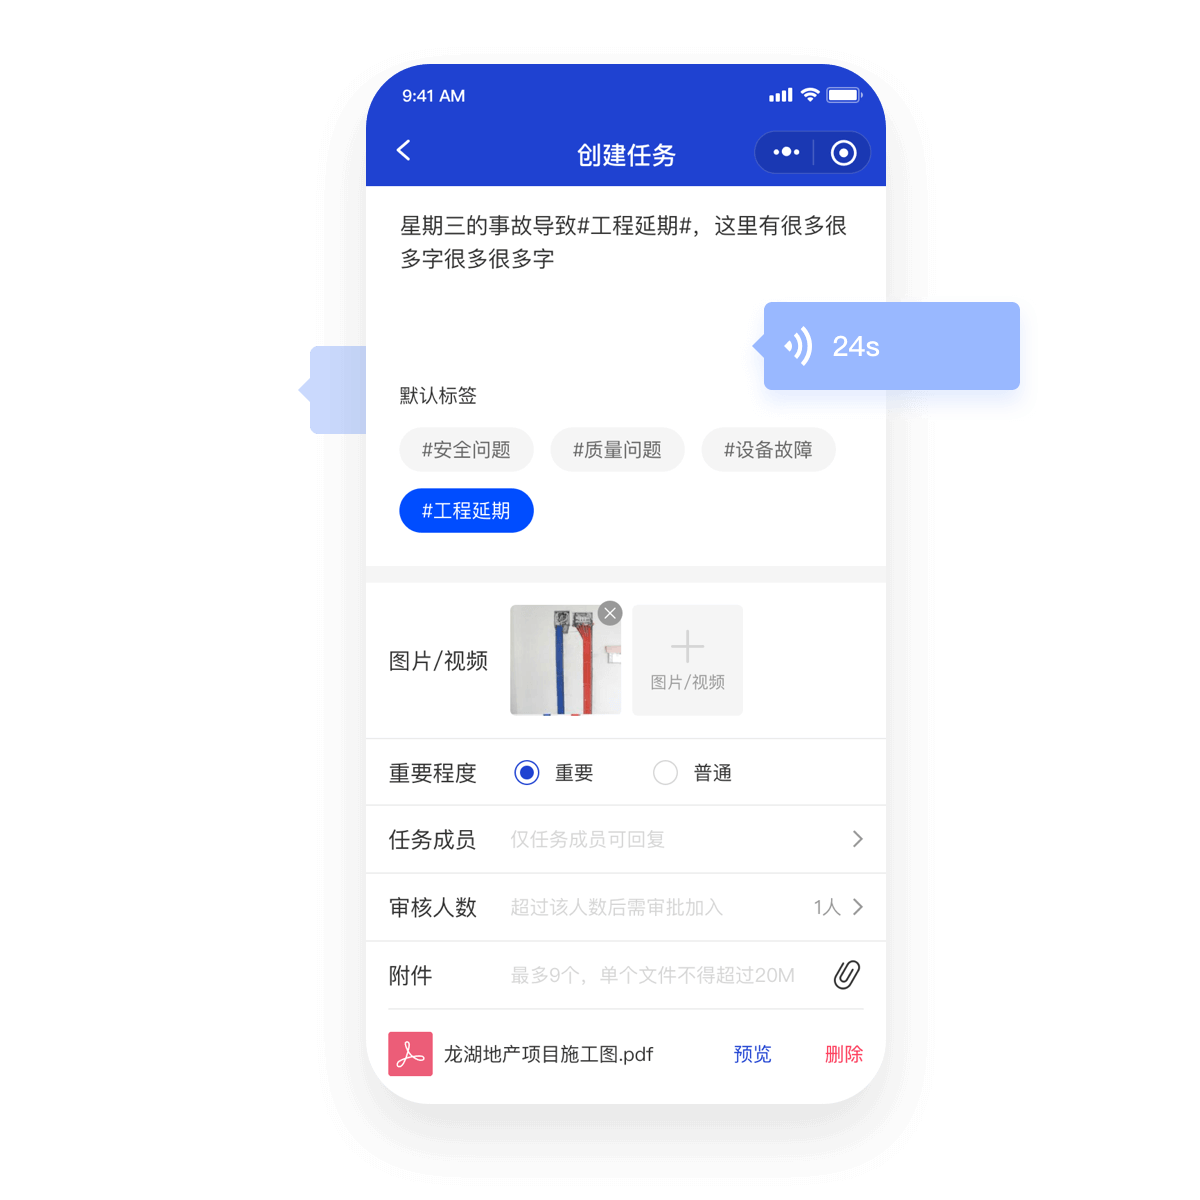 9:41 AM
创建任务
星期三的事故导致#工程延期#，这里有很多很
多字很多很多字
24s
默认标签
#安全问题
#质量问题
#设备故障
#工程延期
图片/视频
图片/视频
重要程度
重要
普通
任务成员
仅任务成员可回复
审核人数
超过该人数后需审批加入
1人
附件
最多9个，单个文件不得超过20M
龙湖地产项目施工图.pdf
预览
删除